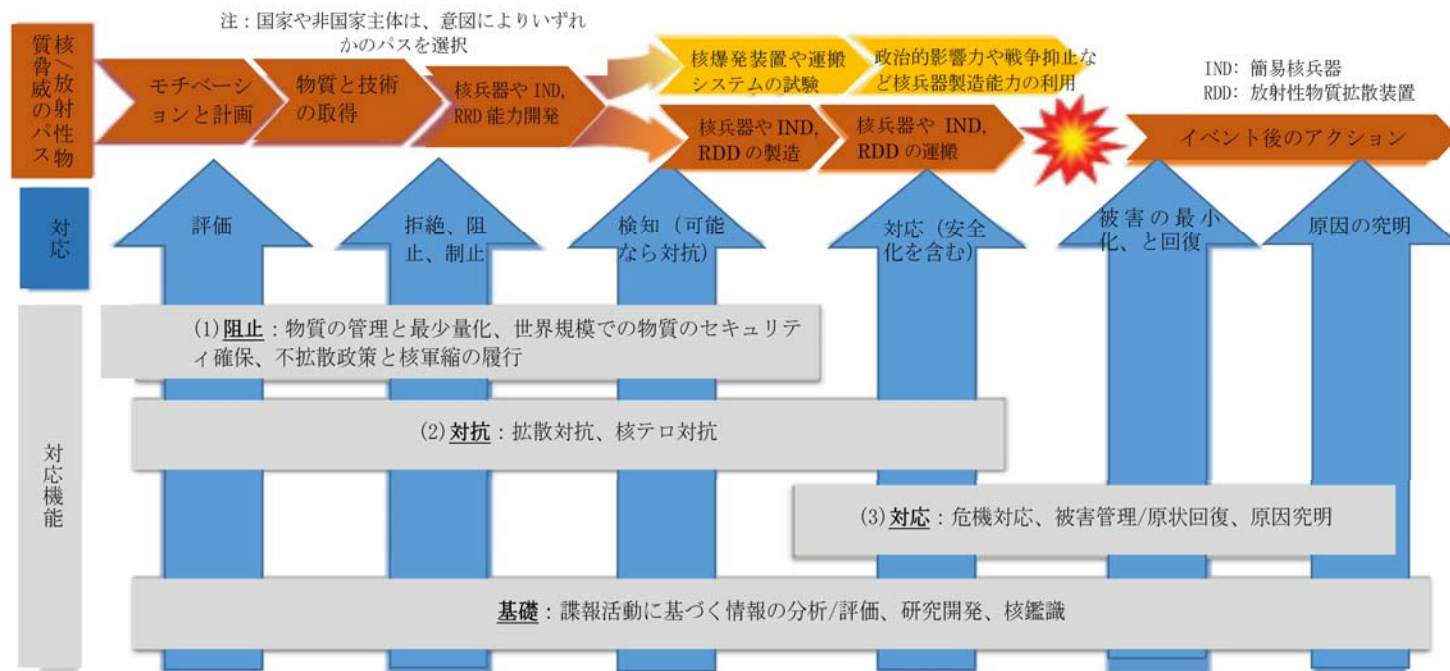 注：国家や非国家主体は、意図によりいずれ
かのパスを選択
核/放射性物
質脅威のパス
モチベーシ
ョンと計画
物質と技術
の取得
核兵器や IND,
RRD 能力開発
核爆発装置や運搬
システムの試験
政治的影響力や戦争抑止な
ど核兵器製造能力の利用
核兵器や IND,
RDD の製造
核兵器や IND,
RDD の運搬
IND: 簡易核兵器
RDD: 放射性物質拡散装置
イベント後のアクション
対応
評価
拒絶、阻
止、制止
検知（可能
なら対抗）
対応（安全
化を含む）
被害の最小
化、と回復
原因の究明
対応機能
(1)阻止：物質の管理と最少量化、世界規模での物質のセキュリテ
ィ確保、不拡散政策と核軍縮の履行
(2)対抗：拡散対抗、核テロ対抗
(3)対応：危機対応、被害管理/原状回復、原因究明
基礎：諜報活動に基づく情報の分析/評価、研究開発、核鑑識